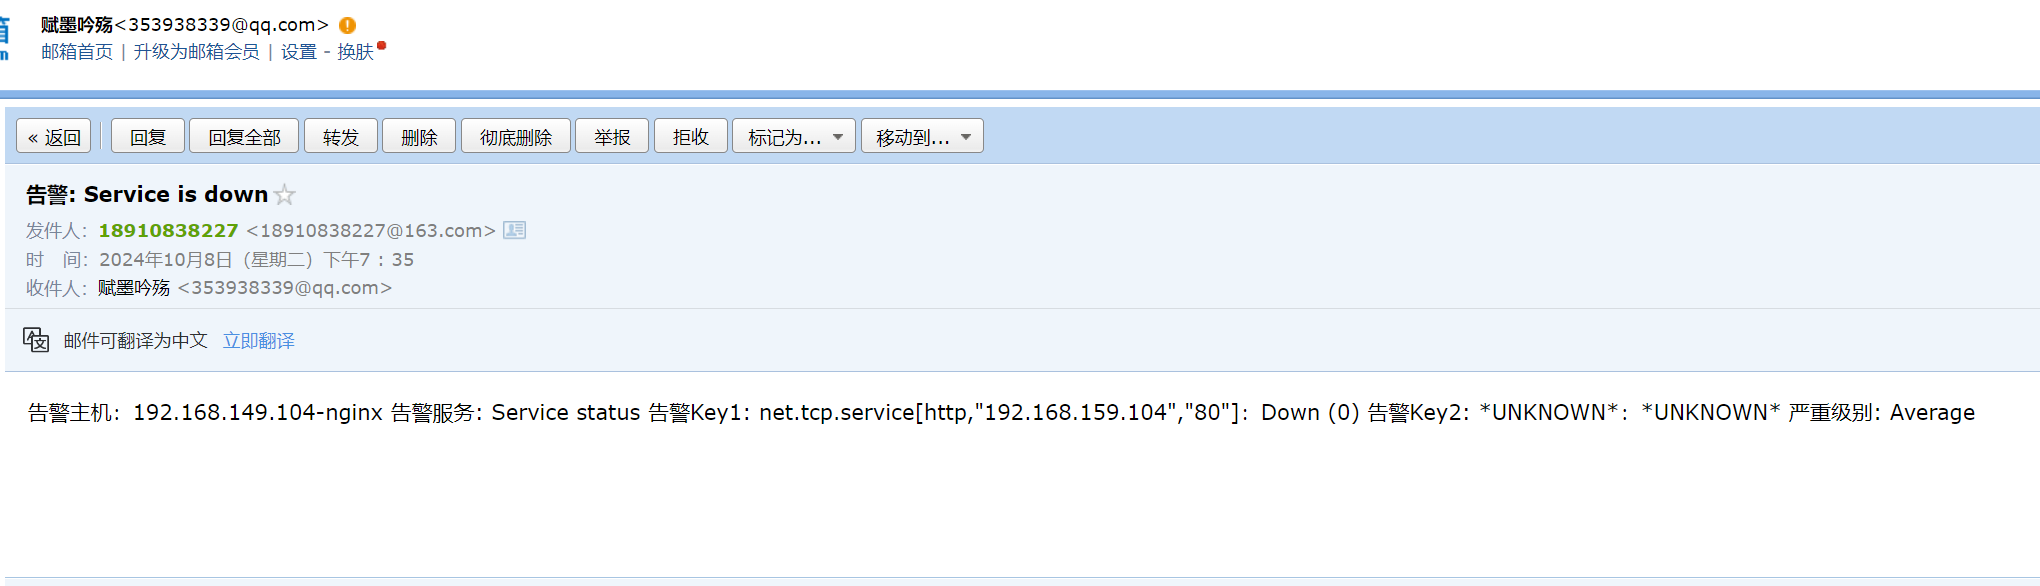 赋墨吟殇<353938339@qq.com>
邮箱首页 | 升级为邮箱会员 | 设置 - 换肤
« 返回 回复 回复全部 转发 删除 彻底删除 举报 拒收 标记为... 移动到...
告警: Service is down
发件人：18910838227 <18910838227@163.com>
时 间：2024年10月8日（星期二）下午7：35
收件人：赋墨吟殇 <353938339@qq.com>
邮件可翻译为中文 立即翻译
告警主机：192.168.149.104-nginx 告警服务: Service status 告警Key1: net.tcp.service[http,"192.168.159.104","80"]：Down (0) 告警Key2: *UNKNOWN*：*UNKNOWN* 严重级别: Average